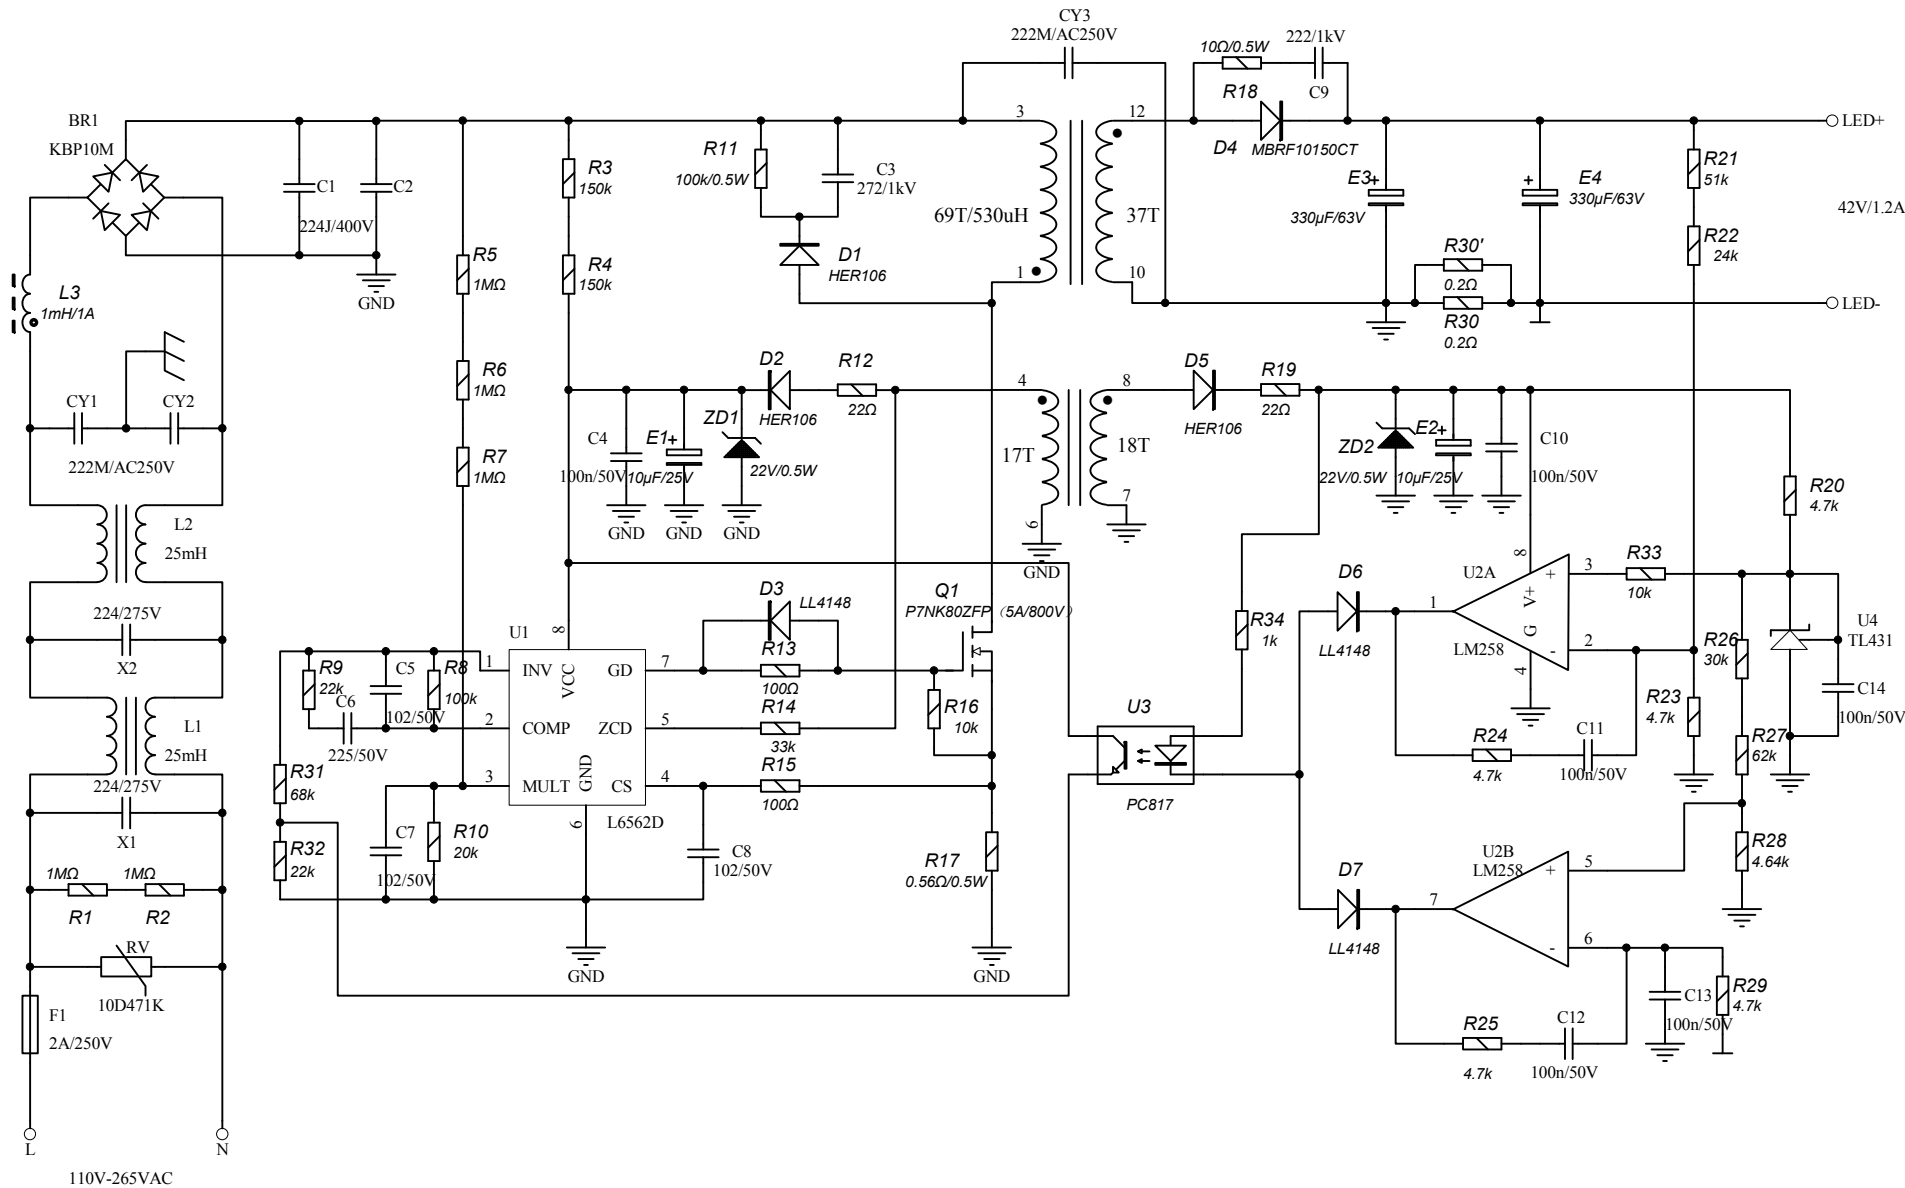 CY3
222M/AC250V
10Ω/0.5W
222/1kV
R18
C9
BR1
KBP10M
3
12
D4
MBRF10150CT
LED+
R11
100k/0.5W
C3
272/1kV
R3
150k
C1
C2
224J/400V
69T/530uH
37T
E3
+
330µF/63V
+
E4
330µF/63V
R21
51k
42V/1.2A
R22
24k
R5
1MΩ
R4
150k
D1
HER106
1
10
R30'
0.2Ω
R30
0.2Ω
LED-
GND
L3
1mH/1A
R6
1MΩ
D2
HER106
R12
22Ω
4
8
D5
HER106
R19
22Ω
CY1
CY2
222M/AC250V
R7
1MΩ
C4
100n/50V
E1
+
10µF/25V
ZD1
22V/0.5W
17T
18T
ZD2
22V/0.5W
E2
+
10µF/25V
C10
100n/50V
R20
4.7k
6
7
GND
GND
GND
GND
L2
25mH
224/275V
X2
8
U1
D3
LL4148
Q1
P7NK80ZFP（5A/800V）
R34
1k
D6
LL4148
1
U2A
8
+
V+
G
-
LM258
4
3
2
R33
10k
R26
30k
U4
TL431
C14
100n/50V
R9
22k
C5
102/50V
R8
100k
C6
225/50V
1
INV
VCC
GD
7
R13
100Ω
2
COMP
ZCD
5
R14
33k
R16
10k
U3
PC817
R24
4.7k
C11
100n/50V
R23
4.7k
R27
62k
L1
25mH
224/275V
X1
R31
68k
3
MULT
GND
CS
4
R15
100Ω
6
L6562D
R32
22k
C7
102/50V
R10
20k
C8
102/50V
R17
0.56Ω/0.5W
U2B
LM258
+
-
5
6
7
R28
4.64k
D7
LL4148
1MΩ
1MΩ
R1
R2
RV
10D471K
GND
GND
F1
2A/250V
R25
4.7k
C12
100n/50V
C13
100n/50V
R29
4.7k
L
N
110V-265VAC